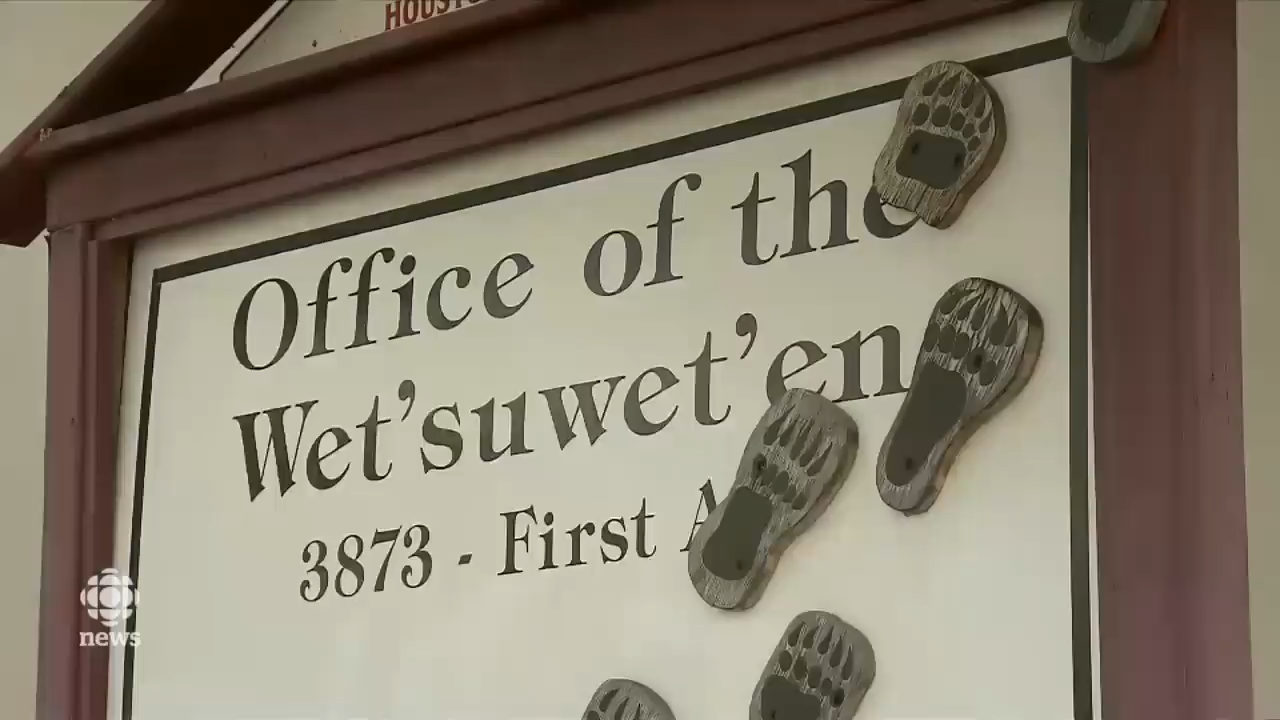 Office of the
Wet'suwet'en
3873 - First
news